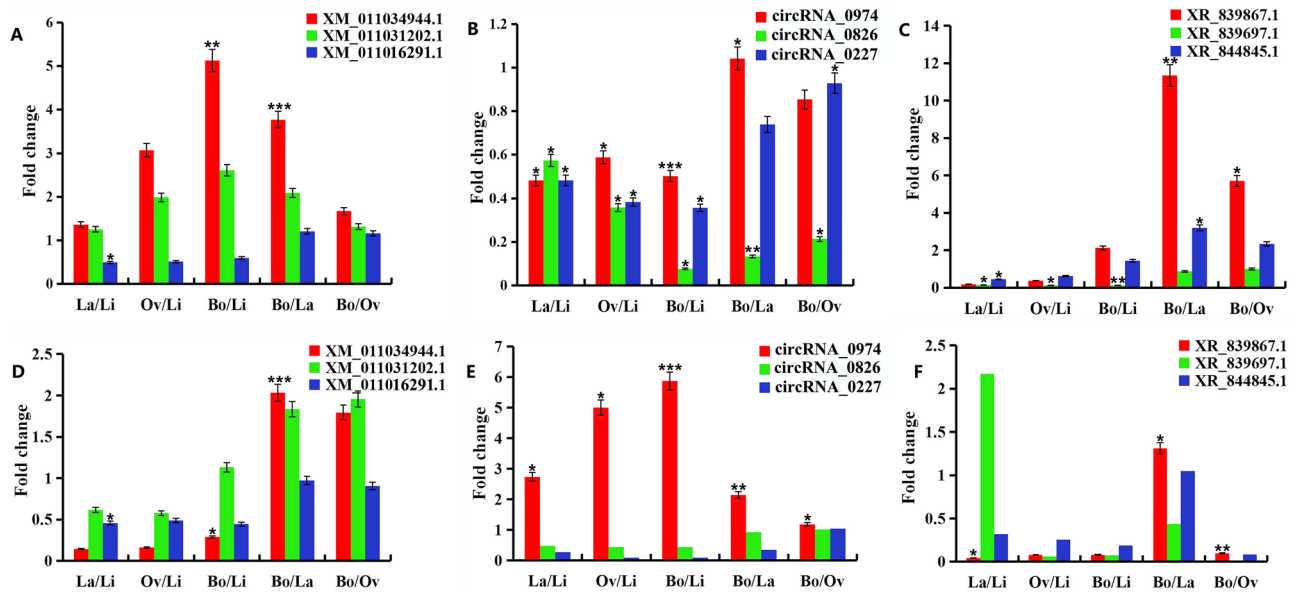 A
XM_011034944.1
XM_011031202.1
XM_011016291.1
Fold change
6
5
4
3
2
1
0
**
***
*
La/Li Ov/Li Bo/Li Bo/La Bo/Ov
B
circRNA_0974
circRNA_0826
circRNA_0227
Fold change
1.2
1
0.8
0.6
0.4
0.2
0
* * *
* * *
*** * *
* **
* *
La/Li Ov/Li Bo/Li Bo/La Bo/Ov
C
XR_839867.1
XR_839697.1
XR_844845.1
Fold change
14
12
10
8
6
4
2
0
* *
*
**
** *
*
La/Li Ov/Li Bo/Li Bo/La Bo/Ov
D
XM_011034944.1
XM_011031202.1
XM_011016291.1
Fold change
2.5
2
1.5
1
0.5
0
*
*
***
La/Li Ov/Li Bo/Li Bo/La Bo/Ov
E
circRNA_0974
circRNA_0826
circRNA_0227
Fold change
7
6
5
4
3
2
1
0
*
*
***
**
*
La/Li Ov/Li Bo/Li Bo/La Bo/Ov
F
XR_839867.1
XR_839697.1
XR_844845.1
Fold change
2.5
2
1.5
1
0.5
0
*
*
**
La/Li Ov/Li Bo/Li Bo/La Bo/Ov